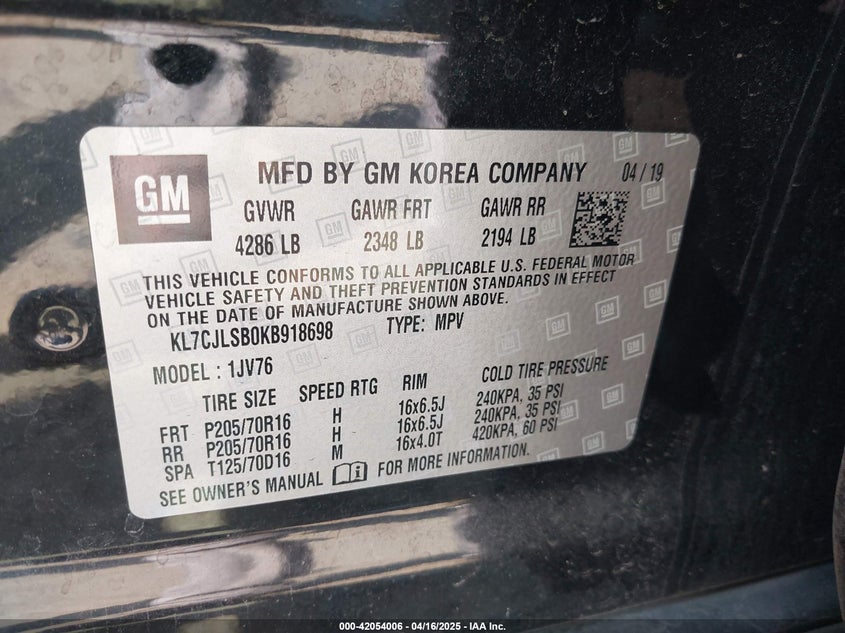 GM
MFD BY GM KOREA COMPANY 04/19
GVWR GAWR FRT GAWR RR
4286 LB 2348 LB 2194 LB
THIS VEHICLE CONFORMS TO ALL APPLICABLE U.S. FEDERAL MOTOR
VEHICLE SAFETY AND THEFT PREVENTION STANDARDS IN EFFECT
ON THE DATE OF MANUFACTURE SHOWN ABOVE.
KL7CJLSB0KB918698 TYPE: MPV
MODEL : 1JV76
TIRE SIZE SPEED RTG RIM COLD TIRE PRESSURE
FRT P205/70R16 H 16x6.5J 240KPA, 35 PSI
RR P205/70R16 H 16x6.5J 240KPA, 35 PSI
SPA T125/70D16 M 16x4.0T 420KPA, 60 PSI
SEE OWNER'S MANUAL FOR MORE INFORMATION.
000-42054006 - 04/16/2025 - IAA Inc.